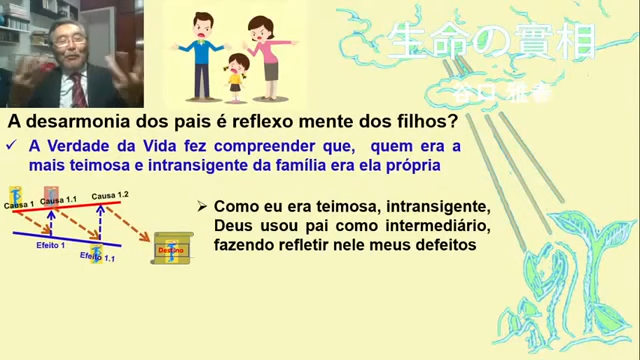 生命の實相
谷口 雅春
A desarmonia dos pais é reflexo mente dos filhos?
A Verdade da Vida fez compreender que, quem era a
mais teimosa e intransigente da família era ela própria
Causa 1
Causa 1.1
Causa 1.2
Efeito 1
Efeito 1.1
Destino
Como eu era teimosa, intransigente,
Deus usou pai como intermediário,
fazendo refletir nele meus defeitos